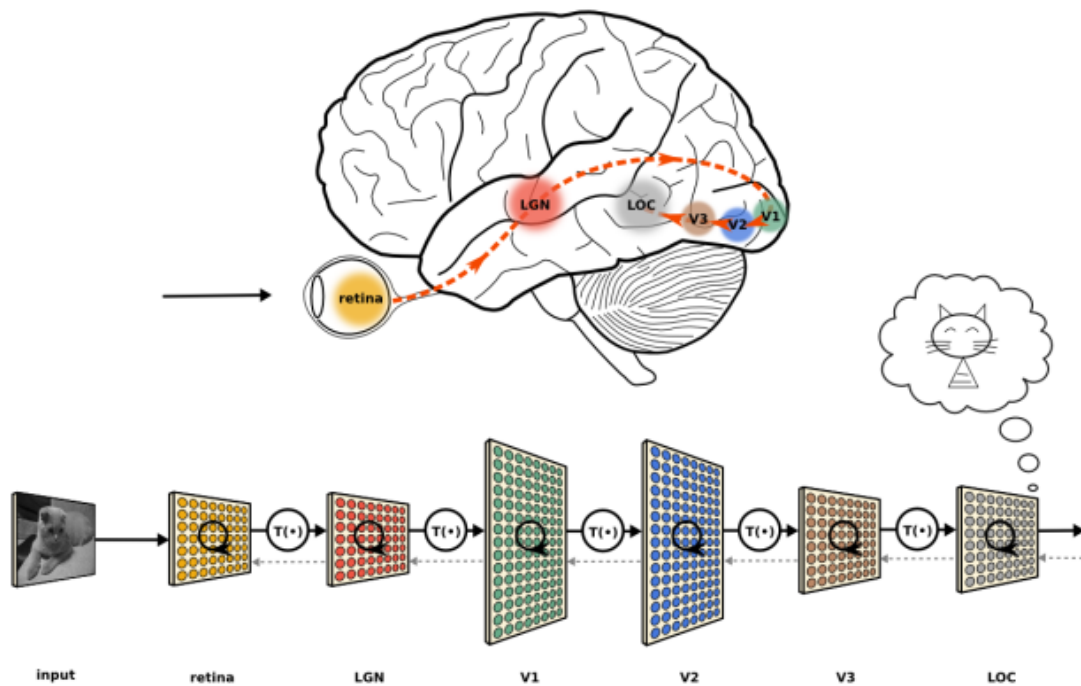 LGN
LOC
V3
V2
V1
retina
T(•)
T(•)
T(•)
T(•)
T(•)
input
retina
LGN
V1
V2
V3
LOC